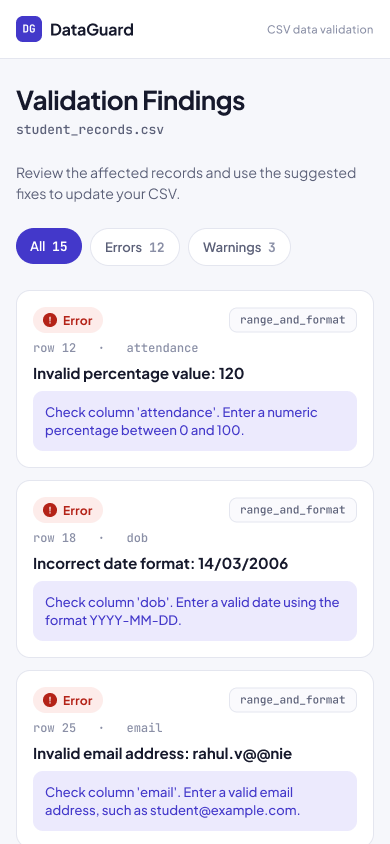 DG DataGuard CSV data validation
Validation Findings
student_records.csv
Review the affected records and use the suggested
fixes to update your CSV.
All 15 Errors 12 Warnings 3
! Error range_and_format
row 12 · attendance
Invalid percentage value: 120
Check column 'attendance'. Enter a numeric
percentage between 0 and 100.
! Error range_and_format
row 18 · dob
Incorrect date format: 14/03/2006
Check column 'dob'. Enter a valid date using the
format YYYY-MM-DD.
! Error range_and_format
row 25 · email
Invalid email address: rahul.v@@nie
Check column 'email'. Enter a valid email
address, such as student@example.com.